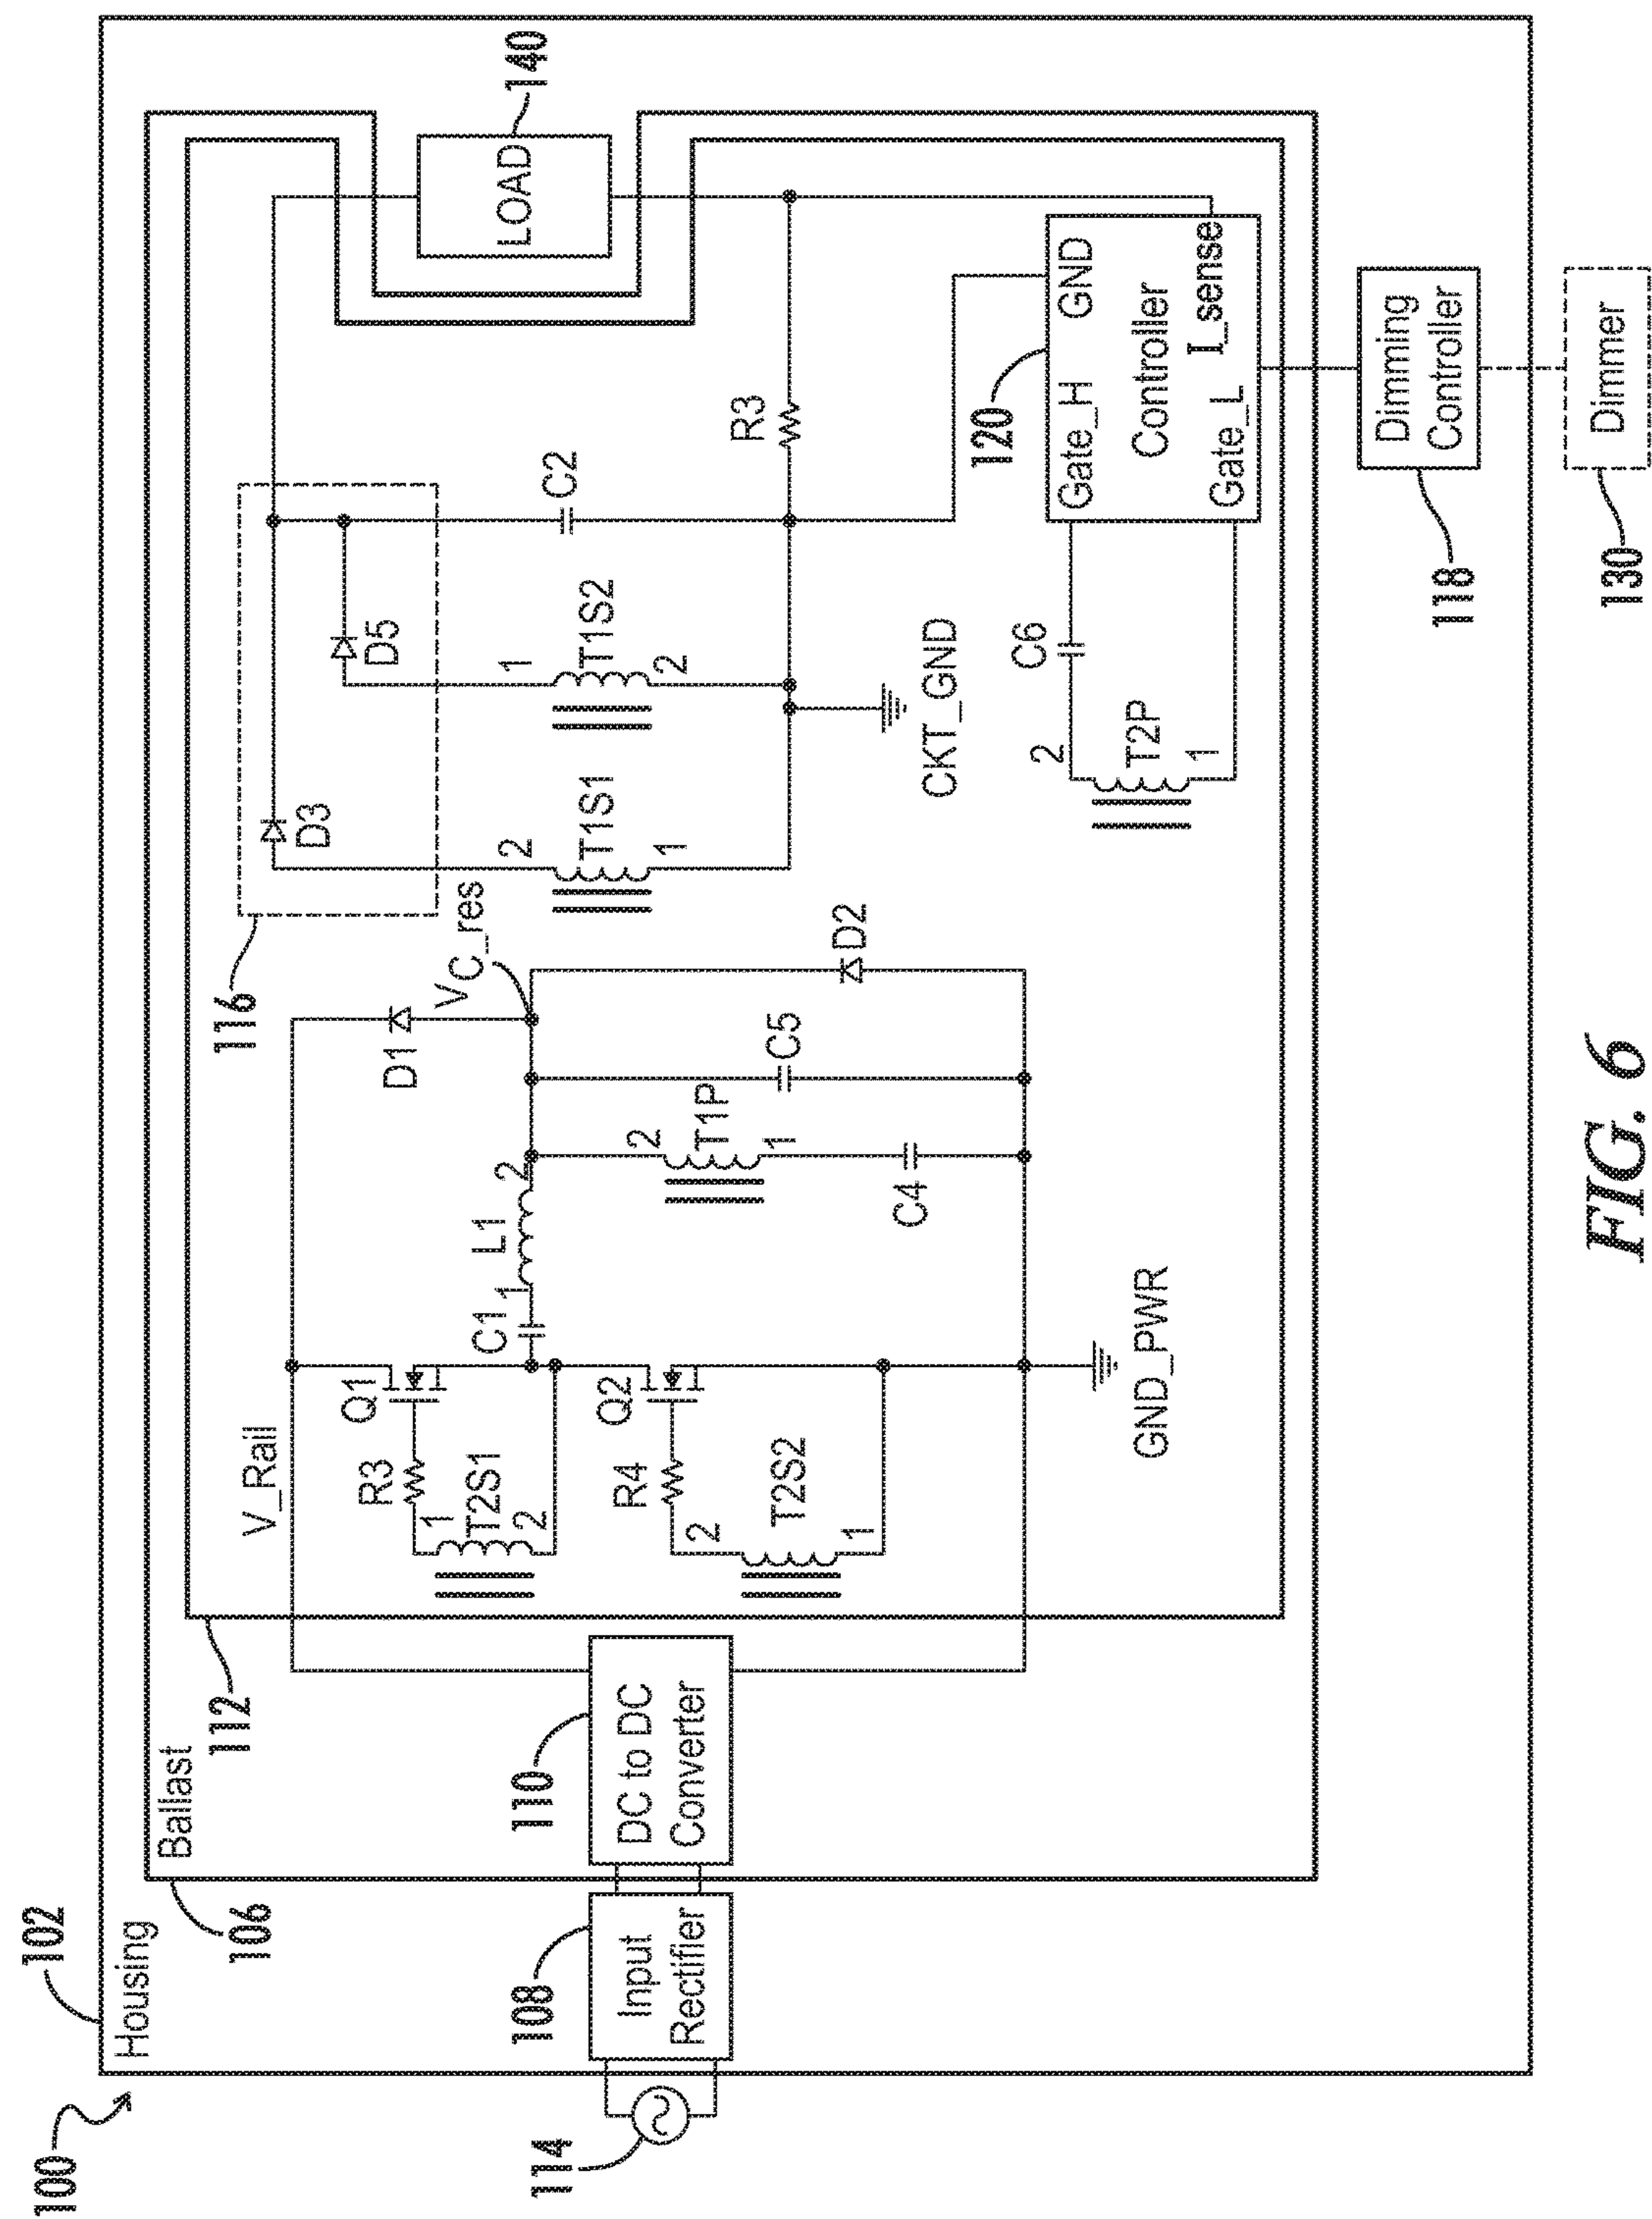 100
102
Housing
106
Ballast
112
114
108
Input
Rectifier
110
DC to DC
Converter
V_Rail
R3
Q1
T2S1
1
2
R4
Q2
T2S2
2
1
GND_PWR
C1
1
L1
2
D1
VC_res
2
T1P
1
C4
C5
D2
116
D3
D5
2
T1S1
1
1
T1S2
2
C2
R3
CKT_GND
LOAD
140
2
T2P
1
C6
120
Gate_H
GND
Controller
Gate_L
I_sense
118
Dimming
Controller
130
Dimmer
FIG. 6